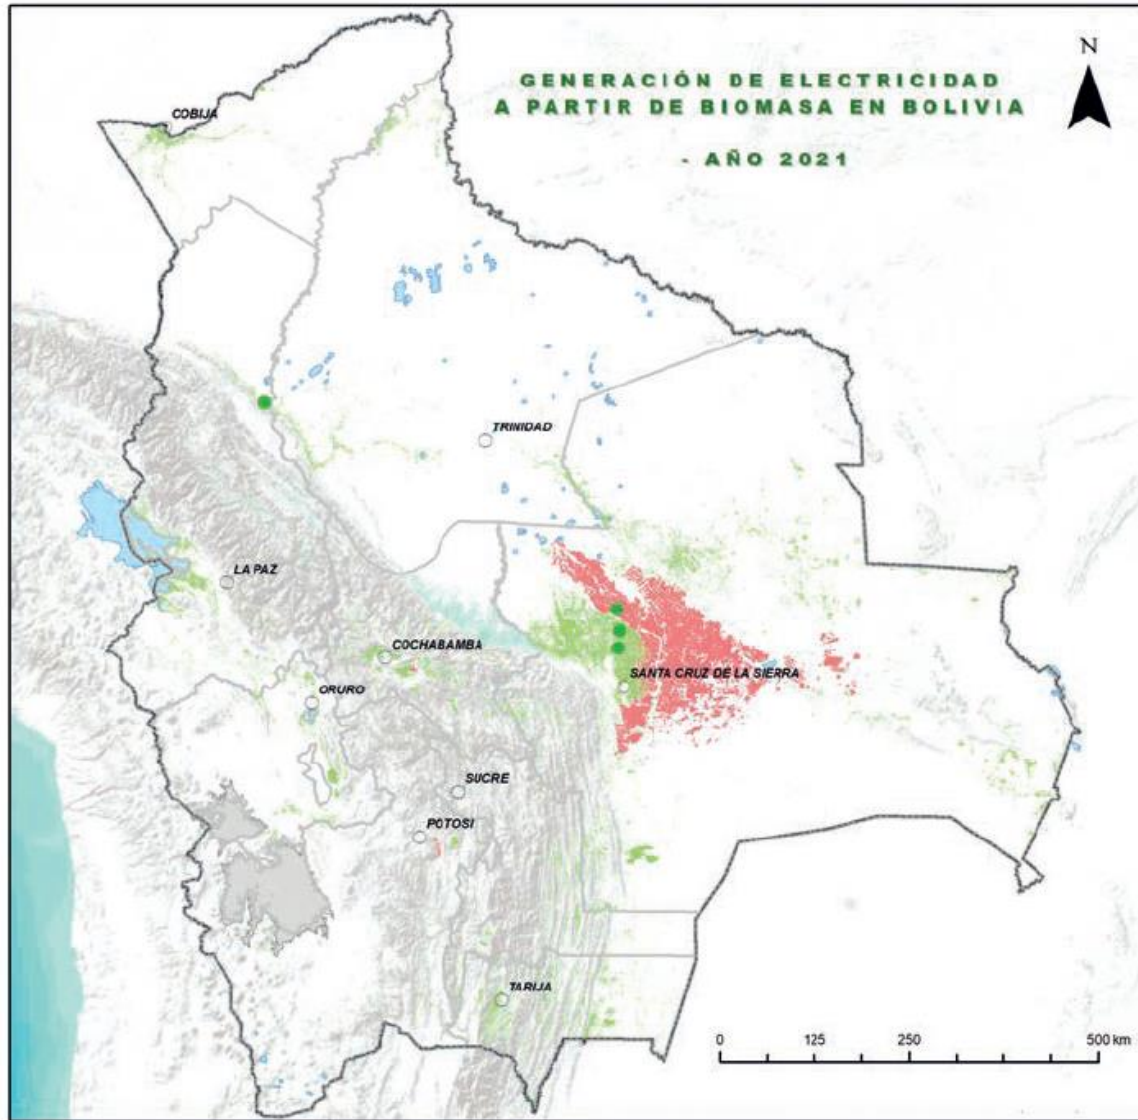 GENERACIÓN DE ELECTRICIDAD
A PARTIR DE BIOMASA EN BOLIVIA
- AÑO 2021
N
COBIJA
TRINIDAD
LA PAZ
COCHABAMBA
SANTA CRUZ DE LA SIERRA
ORURO
SUCRE
POTOSI
TARIJA
0 125 250 500 km